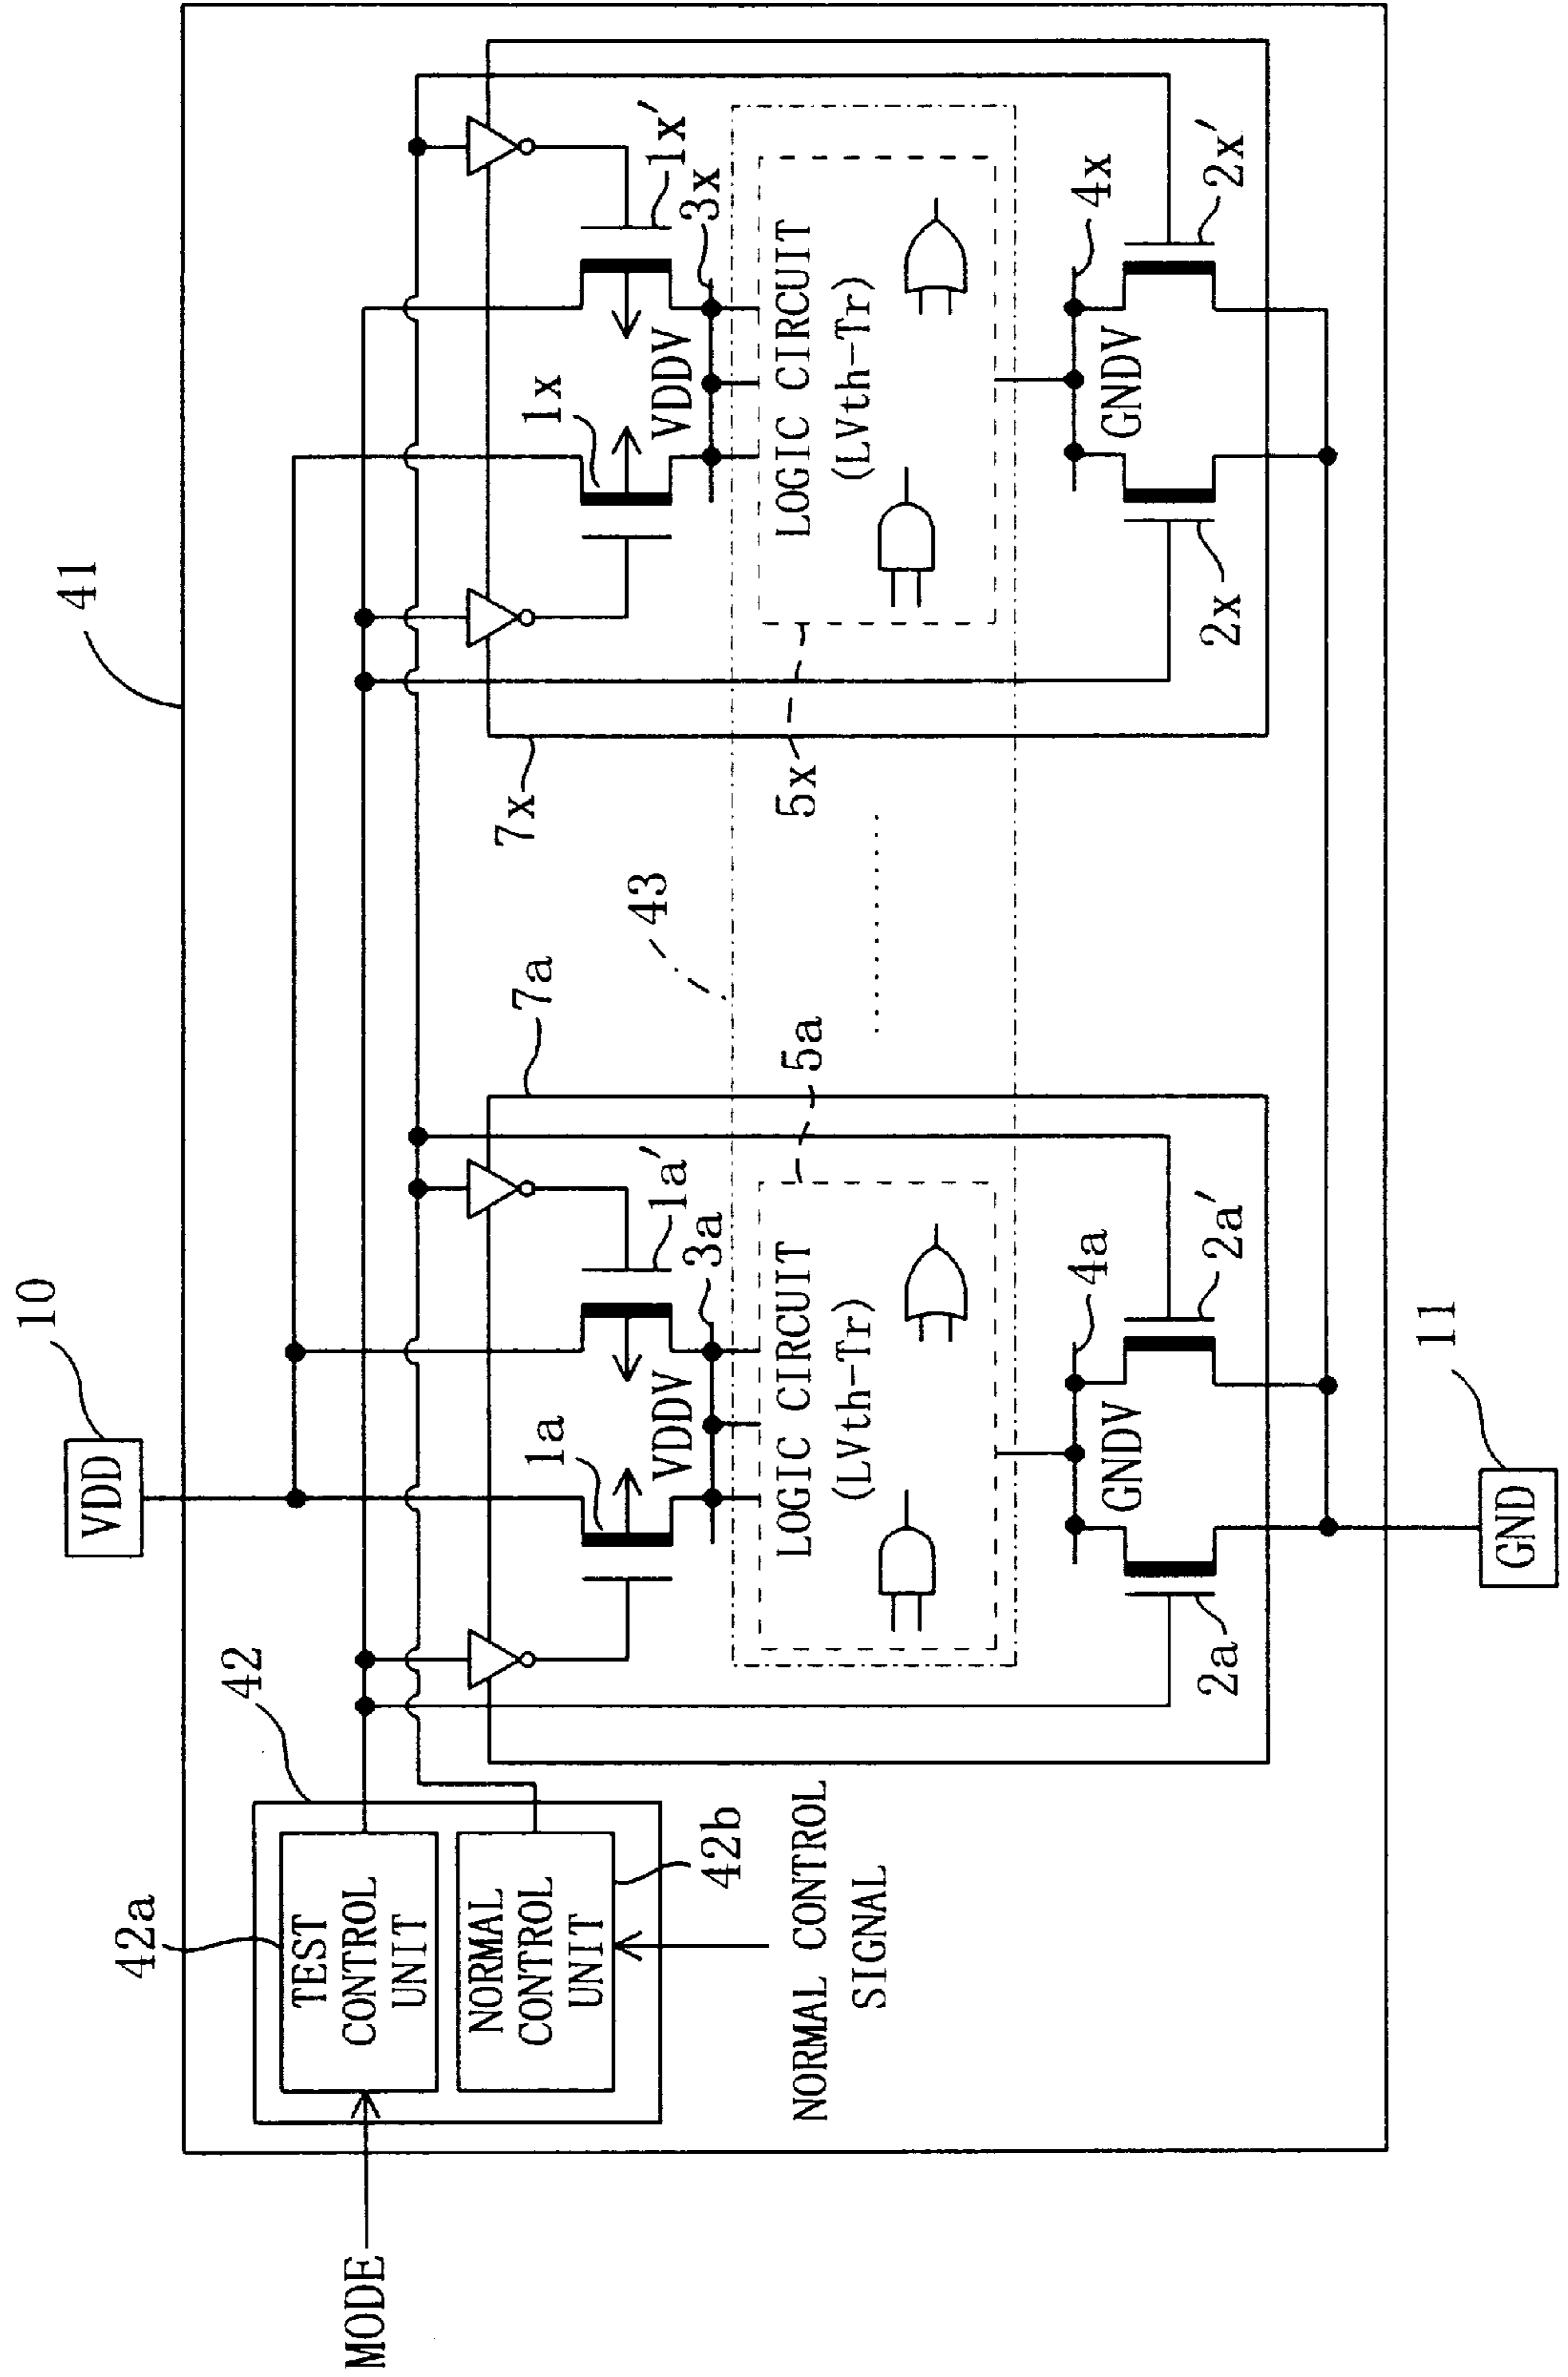 41
10
VDD
42
42a
TEST
CONTROL
UNIT
NORMAL
CONTROL
UNIT
42b
MODE
NORMAL CONTROL
SIGNAL
7a
1a
1a'
VDDV
3a
LOGIC CIRCUIT
(LVth-Tr)
5a
4a
GNDV
2a
2a'
43
7x
1x
1x'
VDDV
3x
LOGIC CIRCUIT
(LVth-Tr)
5x
4x
GNDV
2x
2x'
11
GND